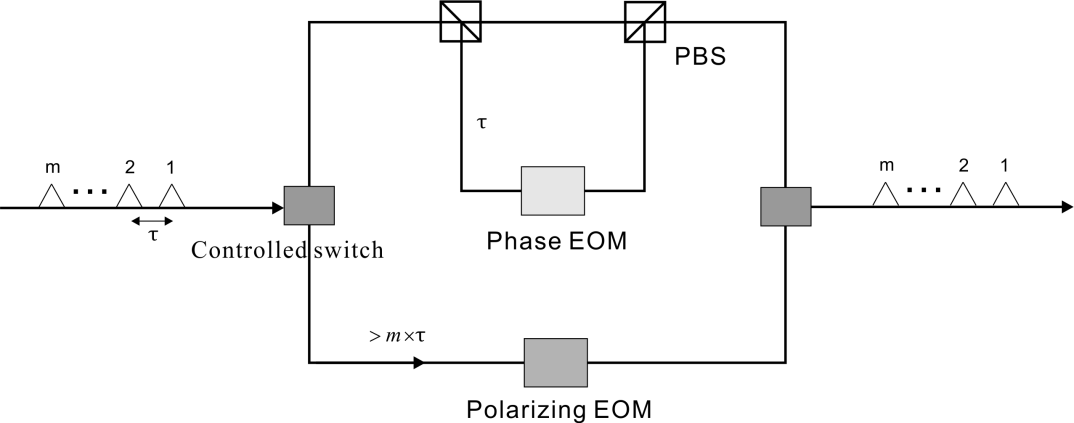 PBS
τ
m ... 2 1
τ
Controlled switch
Phase EOM
m ... 2 1
> m×τ
Polarizing EOM